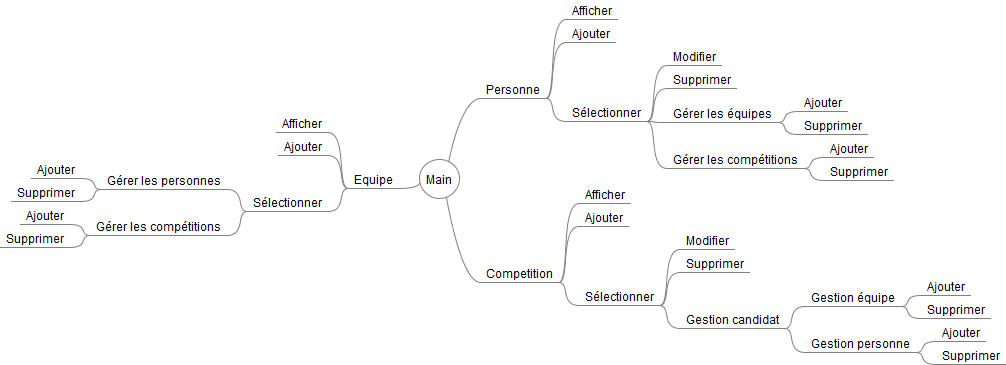 Main
Personne
Afficher
Ajouter
Sélectionner
Modifier
Supprimer
Gérer les équipes
Ajouter
Supprimer
Gérer les compétitions
Ajouter
Supprimer
Competition
Afficher
Ajouter
Sélectionner
Modifier
Supprimer
Gestion candidat
Gestion équipe
Ajouter
Supprimer
Gestion personne
Ajouter
Supprimer
Equipe
Afficher
Ajouter
Sélectionner
Gérer les personnes
Ajouter
Supprimer
Gérer les compétitions
Ajouter
Supprimer